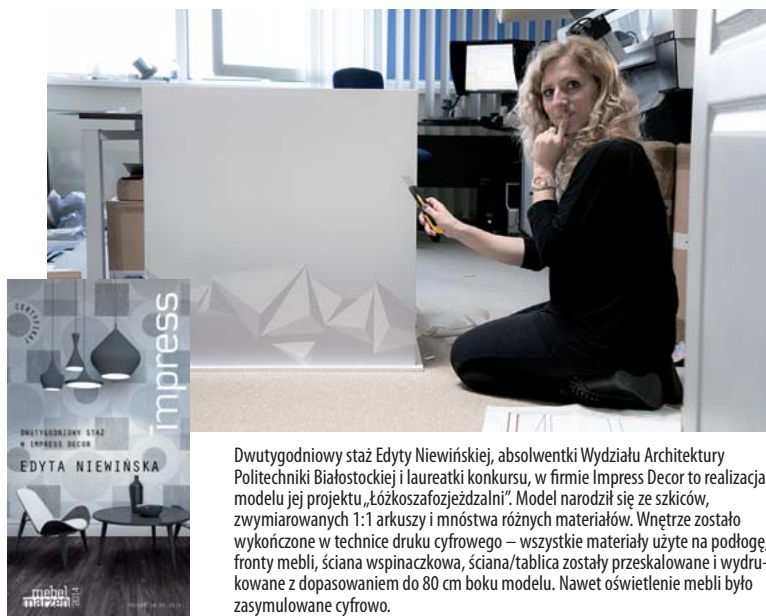 CERTYFIKAT
impress
DWUTYGODNIOWY STAŻ
W IMPRESS DECOR
EDYTA NIEWIŃSKA
mebel
marzeń
2014
Dwutygodniowy staż Edyty Niewińskiej, absolwentki Wydziału Architektury
Politechniki Białostockiej i laureatki konkursu, w firmie Impress Decor to realizacja
modelu jej projektu „Łóżkoszafozjeżdzalni”. Model narodził się ze szkiców,
zwymiarowanych 1:1 arkuszy i mnóstwa różnych materiałów. Wnętrze zostało
wykończone w technice druku cyfrowego – wszystkie materiały użyte na podłogę,
fronty mebli, ściana wspinaczkowa, ściana/tablica zostały przeskalowane i wydru-
kowane z dopasowaniem do 80 cm boku modelu. Nawet oświetlenie mebli było
zasymulowane cyfrowo.